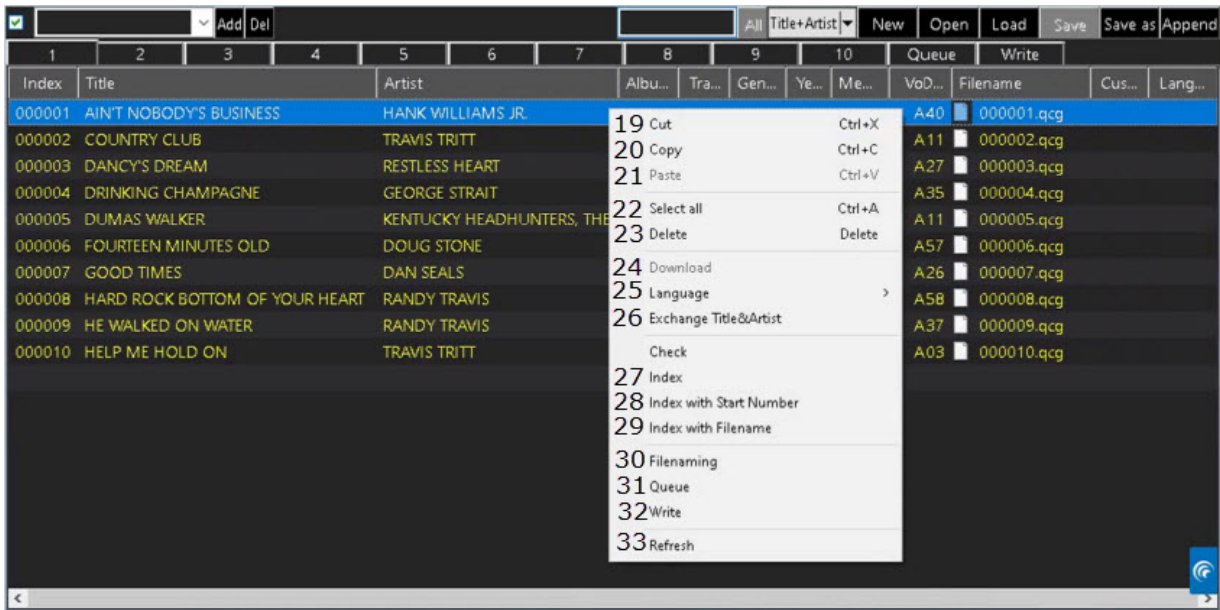 Add Del All Title+Artist New Open Load Save Save as Append
1 2 3 4 5 6 7 8 9 10 Queue Write
Index Title Artist Albu... Tra... Gen... Ye... Me... VoD... Filename Cus... Lang...
000001 AIN'T NOBODY'S BUSINESS HANK WILLIAMS JR. A40 000001.qcg
19 Cut Ctrl+X
000002 COUNTRY CLUB TRAVIS TRITT A11 000002.qcg
20 Copy Ctrl+C
000003 DANCY'S DREAM RESTLESS HEART A27 000003.qcg
21 Paste Ctrl+V
000004 DRINKING CHAMPAGNE GEORGE STRAIT A35 000004.qcg
22 Select all Ctrl+A
000005 DUMAS WALKER KENTUCKY HEADHUNTERS, THE A11 000005.qcg
23 Delete Delete
000006 FOURTEEN MINUTES OLD DOUG STONE A57 000006.qcg
24 Download
000007 GOOD TIMES DAN SEALS A26 000007.qcg
25 Language >
000008 HARD ROCK BOTTOM OF YOUR HEART RANDY TRAVIS A58 000008.qcg
26 Exchange Title&Artist
000009 HE WALKED ON WATER RANDY TRAVIS A37 000009.qcg
Check
000010 HELP ME HOLD ON TRAVIS TRITT A03 000010.qcg
27 Index
28 Index with Start Number
29 Index with Filename
30 Filenaming
31 Queue
32 Write
33 Refresh